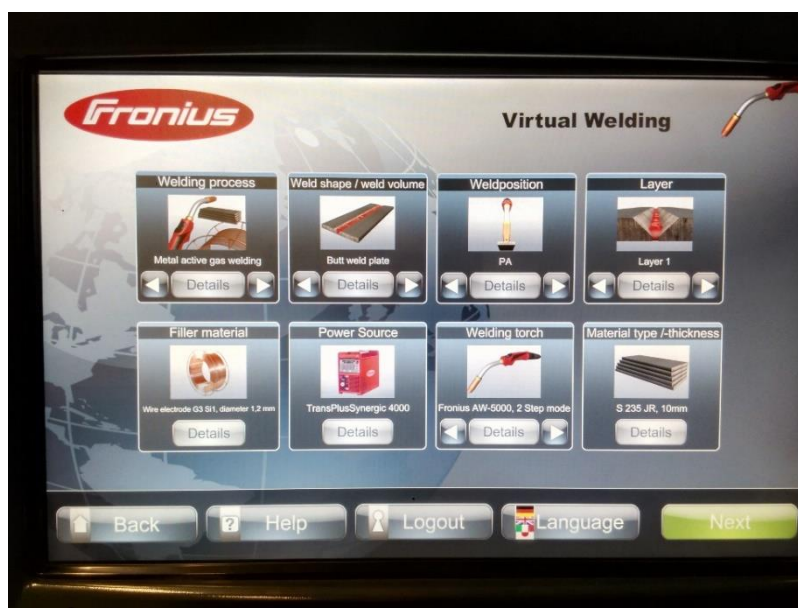 Fronius
Virtual Welding
Welding process
Metal active gas welding
Details
Weld shape / weld volume
Butt weld plate
Details
Weldposition
PA
Details
Layer
Layer 1
Details
Filler material
Wire electrode G3 Si1, diameter 1,2 mm
Details
Power Source
TransPlusSynergic 4000
Details
Welding torch
Fronius AW-5000, 2 Step mode
Details
Material type /-thickness
S 235 JR, 10mm
Details
Back
? Help
Logout
Language
Next